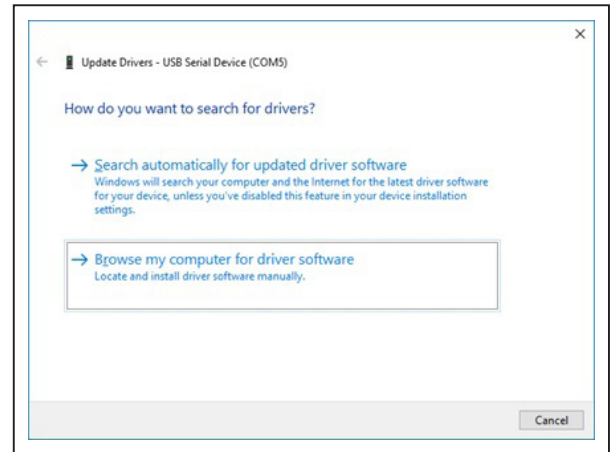 Update Drivers - USB Serial Device (COM5)
How do you want to search for drivers?
Search automatically for updated driver software
Windows will search your computer and the Internet for the latest driver software
for your device, unless you've disabled this feature in your device installation
settings.
Browse my computer for driver software
Locate and install driver software manually.
Cancel